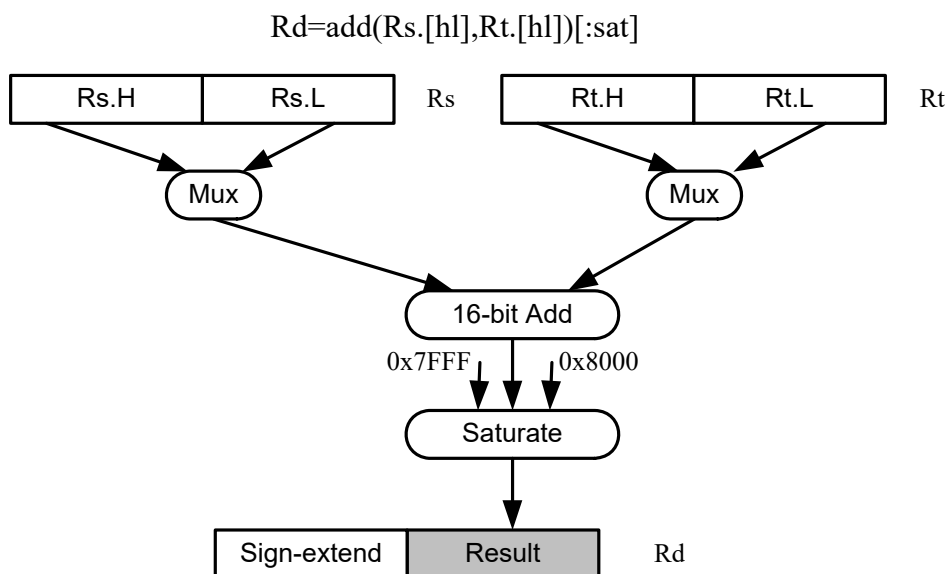 Rd=add(Rs.[hl],Rt.[hl])[:sat]
Rs.H Rs.L Rs Rt.H Rt.L Rt
Mux Mux
16-bit Add
0x7FFF 0x8000
Saturate
Sign-extend Result Rd